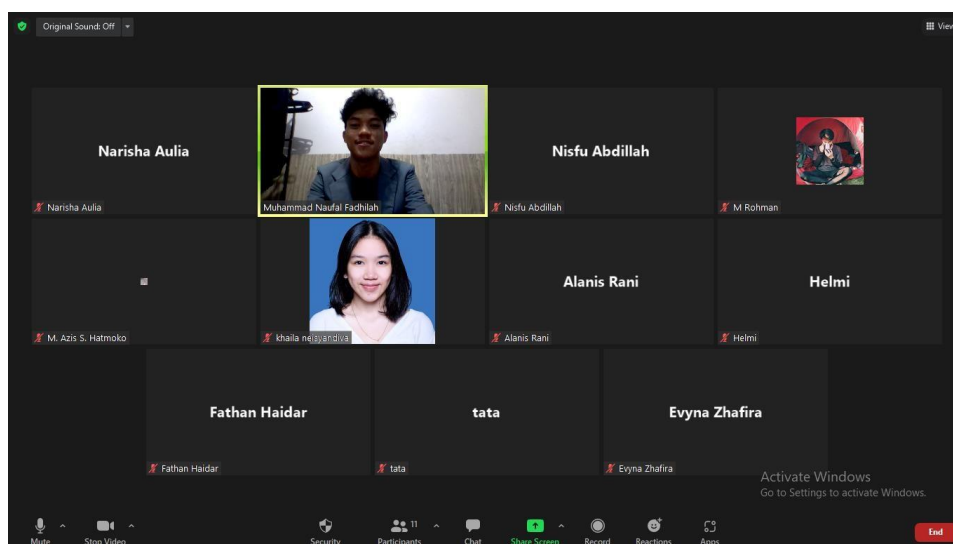 Original Sound: Off
View
Narisha Aulia
Narisha Aulia
Muhammad Naufal Fadhilah
Nisfu Abdillah
Nisfu Abdillah
M Rohman
M. Azis S. Hatmoko
khaila neisyandiva
Alanis Rani
Alanis Rani
Helmi
Helmi
Fathan Haidar
Fathan Haidar
tata
tata
Evyna Zhafira
Evyna Zhafira
Activate Windows
Go to Settings to activate Windows.
Mute
Stop Video
Security
11
Participants
Chat
Share Screen
Record
Reactions
Apps
End